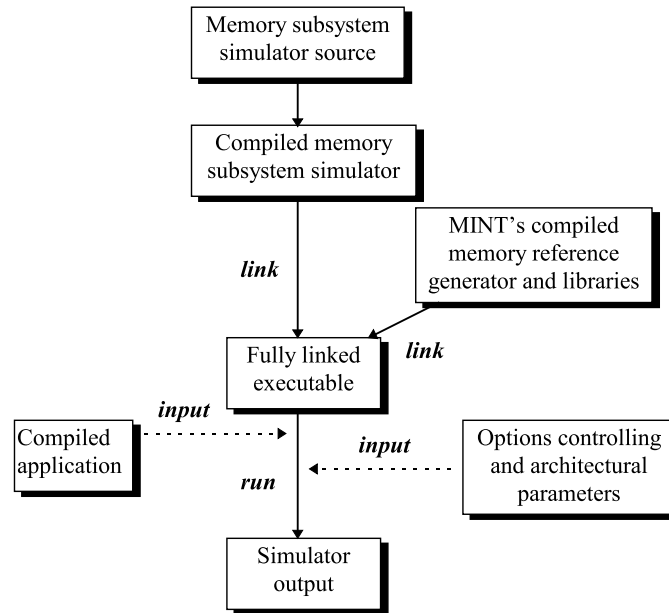 Memory subsystem
simulator source
Compiled memory
subsystem simulator
MINT's compiled
memory reference
generator and libraries
link
link
Fully linked
executable
input
Compiled
application
input
Options controlling
and architectural
parameters
run
Simulator
output